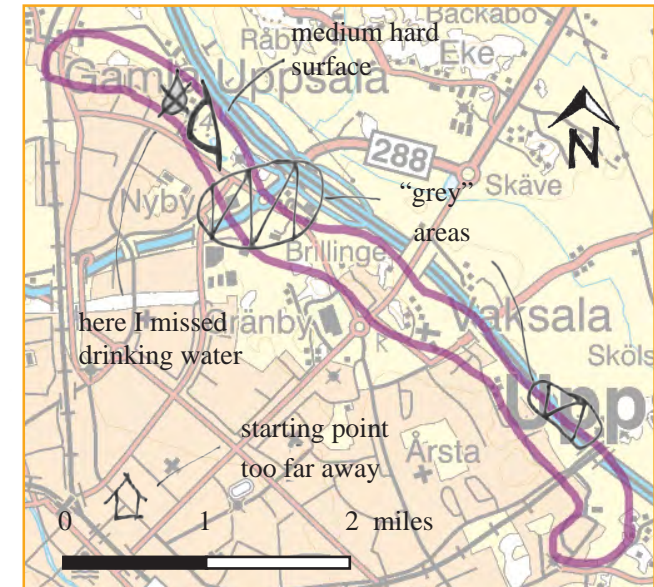 Backabo
Råby
medium hard
surface
Eke
Gamla Uppsala
288
N
Skäve
Nyby
"grey"
areas
Brillinge
Vaksala
here I missed
drinking water
Gränby
Sköls
Upp
starting point
too far away
Årsta
0 1 2 miles